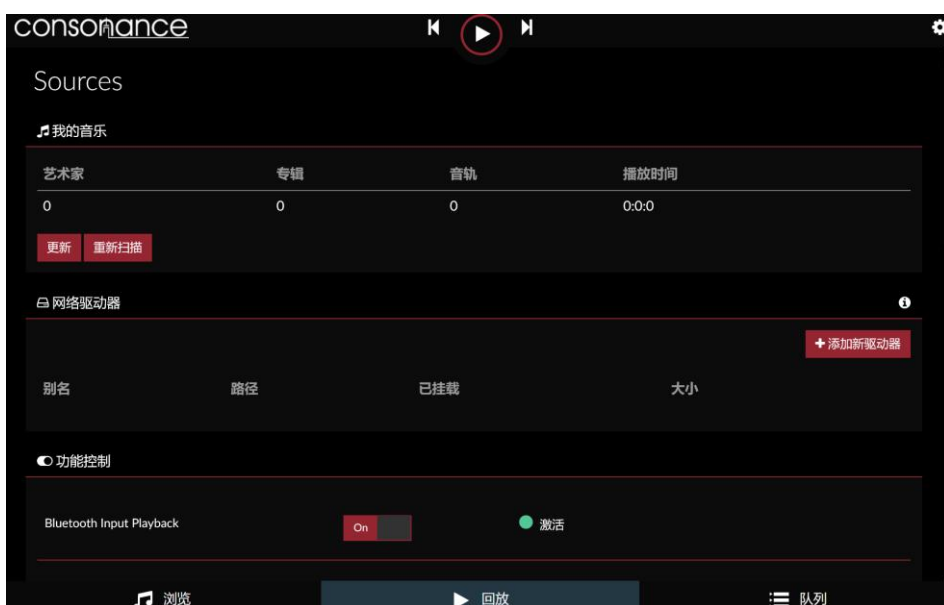 consonance
Sources
我的音乐
艺术家 专辑 音轨 播放时间
0 0 0 0:0:0
更新 重新扫描
网络驱动器
添加新驱动器
别名 路径 已挂载 大小
功能控制
Bluetooth Input Playback On 激活
浏览 回放 队列